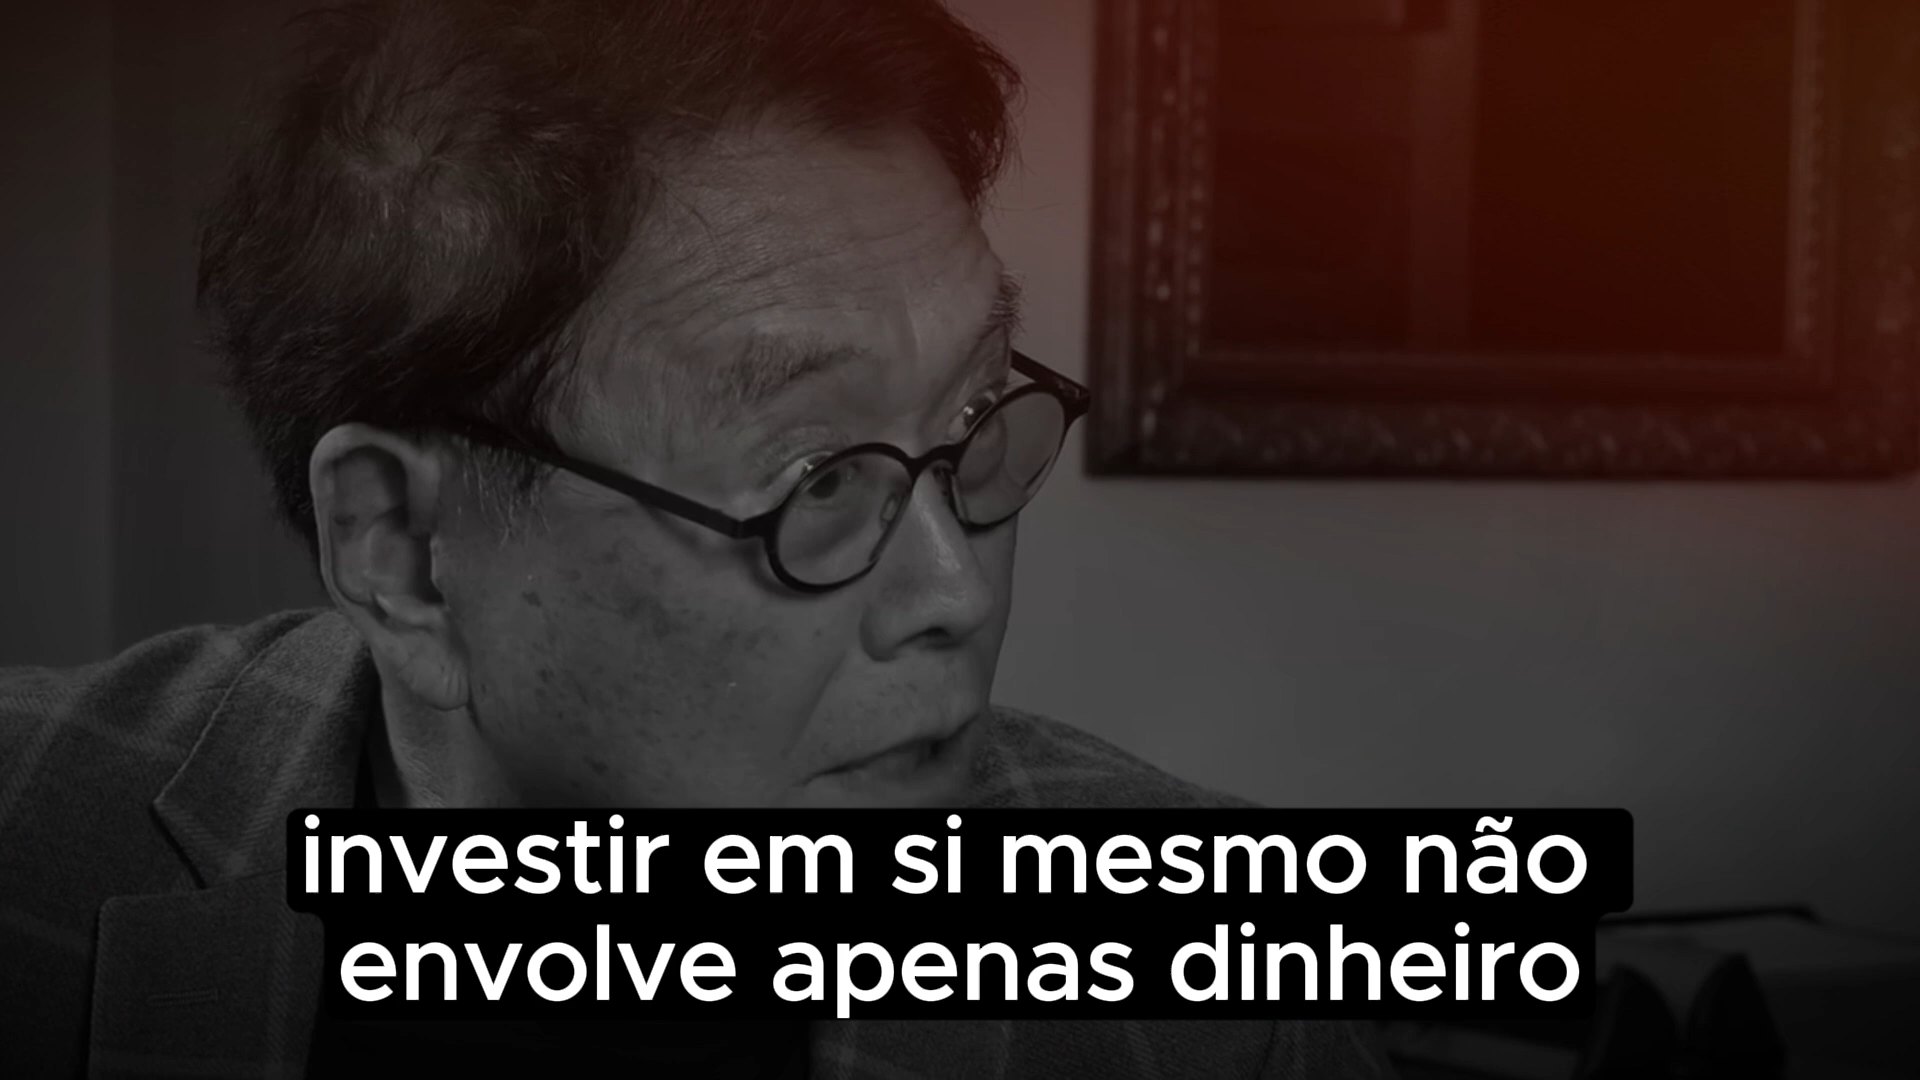 investir em si mesmo não
envolve apenas dinheiro